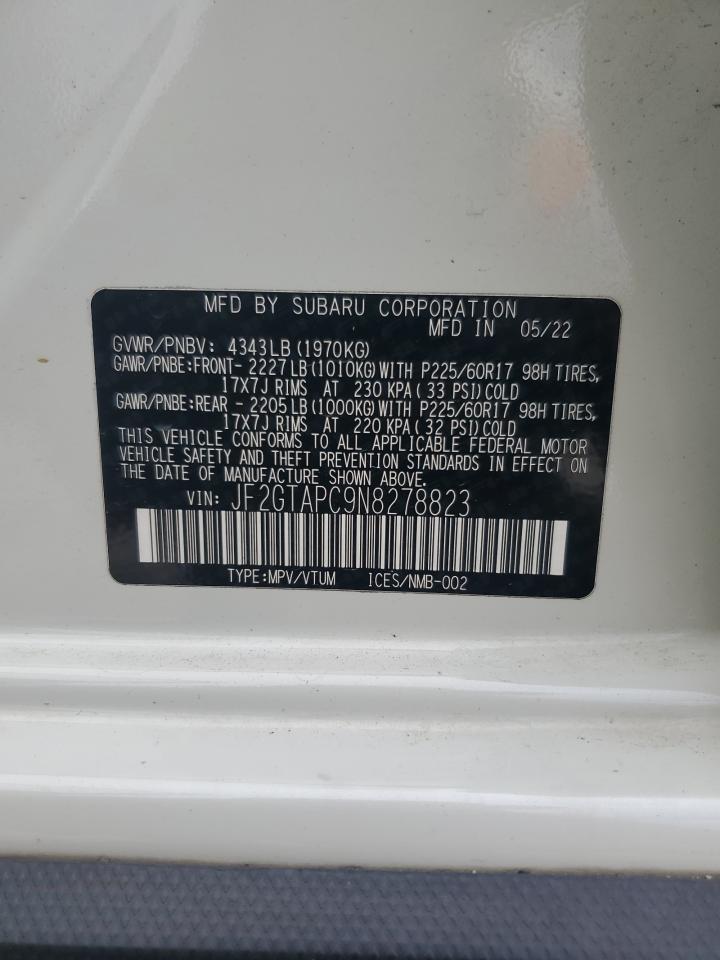 MFD BY SUBARU CORPORATION
MFD IN 05/22
GVWR/PNBV: 4343LB (1970KG)
GAWR/PNBE:FRONT- 2227LB(1010KG)WITH P225/60R17 98H TIRES,
17X7J RIMS AT 230 KPA ( 33 PSI)COLD
GAWR/PNBE:REAR - 2205LB(1000KG)WITH P225/60R17 98H TIRES,
17X7J RIMS AT 220 KPA ( 32 PSI)COLD
THIS VEHICLE CONFORMS TO ALL APPLICABLE FEDERAL MOTOR
VEHICLE SAFETY AND THEFT PREVENTION STANDARDS IN EFFECT ON
THE DATE OF MANUFACTURE SHOWN ABOVE.
VIN: JF2GTAPC9N8278823
TYPE:MPV/VTUM ICES/NMB-002